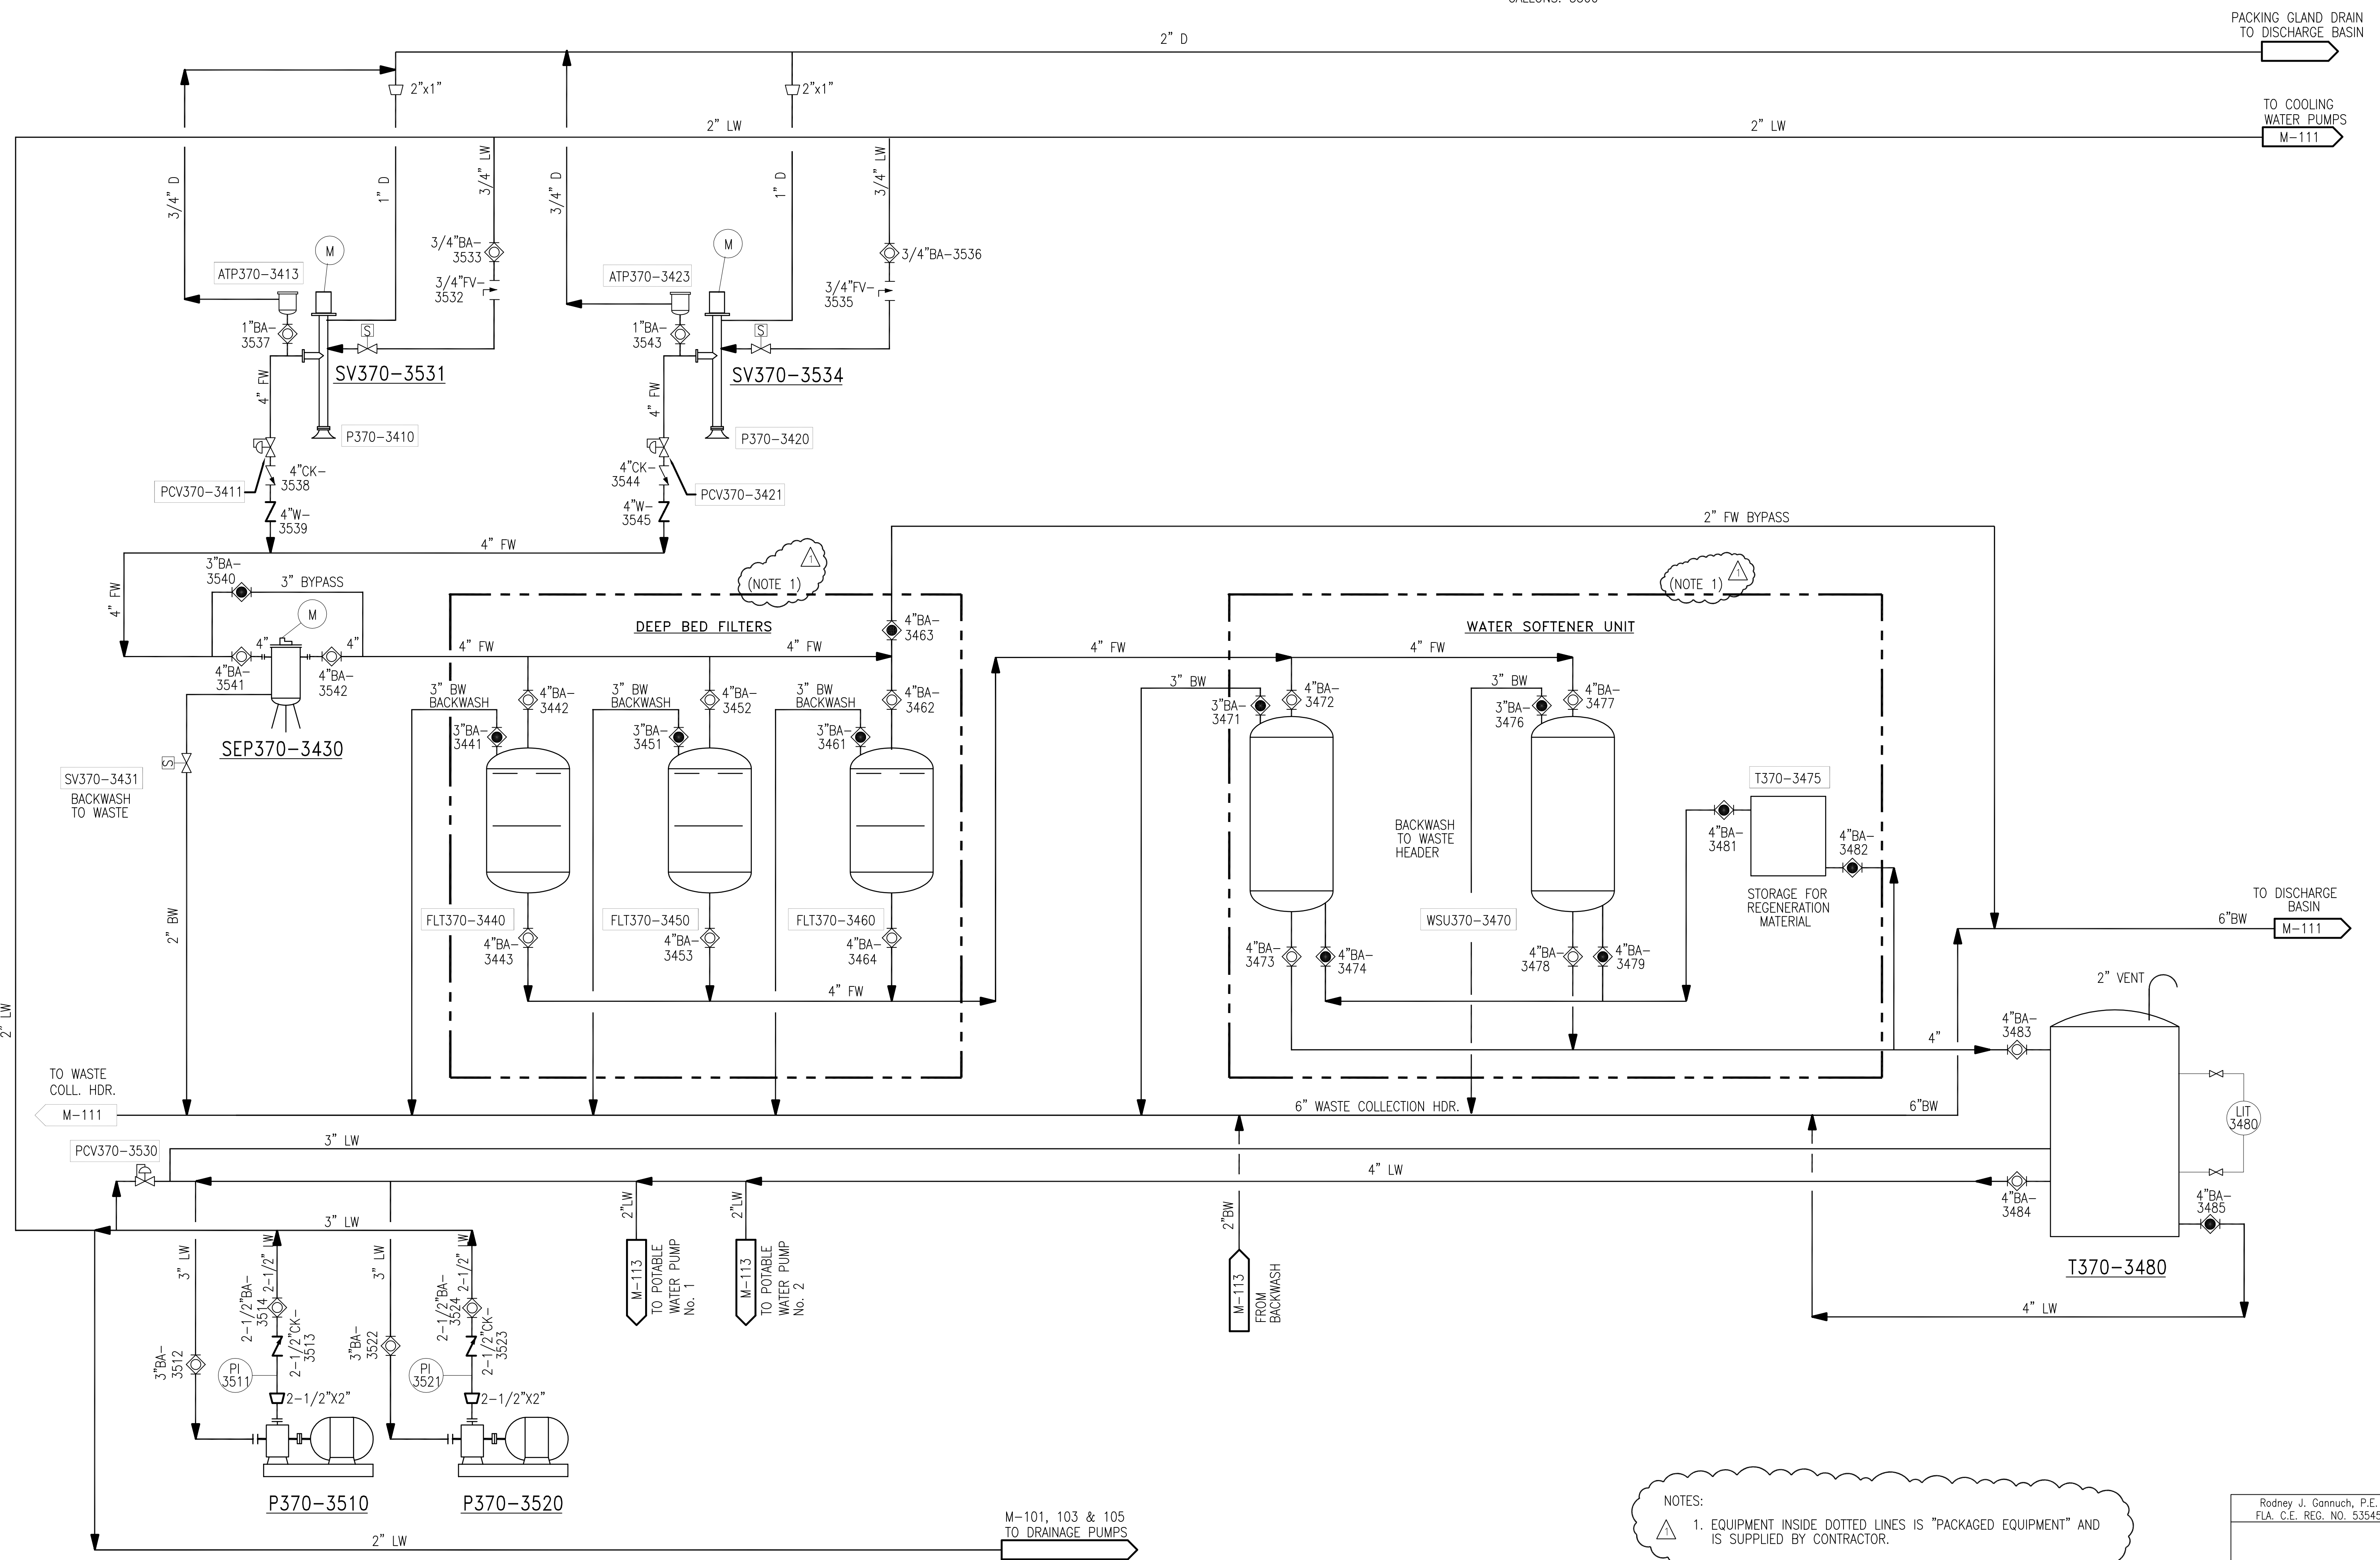 PACKING GLAND DRAIN
TO DISCHARGE BASIN
2" D
2"x1"
2"x1"
TO COOLING
WATER PUMPS
M-111
2" LW
2" LW
3/4" D
1" D
3/4" LW
3/4" D
1" D
3/4" LW
M
M
3/4"BA-
3533
3/4"BA-3536
ATP370-3413
ATP370-3423
3/4"FV-
3532
3/4"FV-
3535
1"BA-
3537
S
1"BA-
3543
S
SV370-3531
SV370-3534
4" FW
4" FW
P370-3410
P370-3420
4"CK-
3538
4"CK-
3544
PCV370-3411
PCV370-3421
4"W-
3539
4"W-
3545
2" FW BYPASS
4" FW
3"BA-
3540
3" BYPASS
4" FW
M
4"
4"
4"BA-
3541
4"BA-
3542
SEP370-3430
1
(NOTE 1)
1
(NOTE 1)
DEEP BED FILTERS
4" FW
4" FW
4"BA-
3463
4" FW
WATER SOFTENER UNIT
4" FW
3" BW
BACKWASH
4"BA-
3442
3" BW
BACKWASH
4"BA-
3452
3" BW
BACKWASH
4"BA-
3462
3"BA-
3441
3"BA-
3451
3"BA-
3461
3" BW
3"BA-
3471
4"BA-
3472
3" BW
3"BA-
3476
4"BA-
3477
S
SV370-3431
BACKWASH
TO WASTE
T370-3475
4"BA-
3481
4"BA-
3482
STORAGE FOR
REGENERATION
MATERIAL
BACKWASH
TO WASTE
HEADER
2" BW
FLT370-3440
FLT370-3450
FLT370-3460
WSU370-3470
4"BA-
3443
4"BA-
3453
4"BA-
3464
4"BA-
3473
4"BA-
3474
4"BA-
3478
4"BA-
3479
TO DISCHARGE
BASIN
6"BW
M-111
4" FW
2" VENT
2" LW
4"
4"BA-
3483
TO WASTE
COLL. HDR.
M-111
6" WASTE COLLECTION HDR.
6"BW
LIT
3480
PCV370-3530
3" LW
4" LW
4"BA-
3484
4"BA-
3485
3" LW
T370-3480
3" LW
2-1/2" LW
3" LW
2-1/2" LW
2"LW
M-113
TO POTABLE
WATER PUMP
No. 1
2"LW
M-113
TO POTABLE
WATER PUMP
No. 2
2"BW
M-113
FROM
BACKWASH
4" LW
3"BA-
3512
2-1/2"BA-
3514
2-1/2"CK-
3513
3"BA-
3522
2-1/2"BA-
3524
2-1/2"CK-
3523
PI
3511
PI
3521
2-1/2"X2"
2-1/2"X2"
P370-3510
P370-3520
2" LW
M-101, 103 & 105
TO DRAINAGE PUMPS
NOTES:
1
1. EQUIPMENT INSIDE DOTTED LINES IS "PACKAGED EQUIPMENT" AND
IS SUPPLIED BY CONTRACTOR.
Rodney J. Gannuch, P.E.
FLA. C.E. REG. NO. 53545